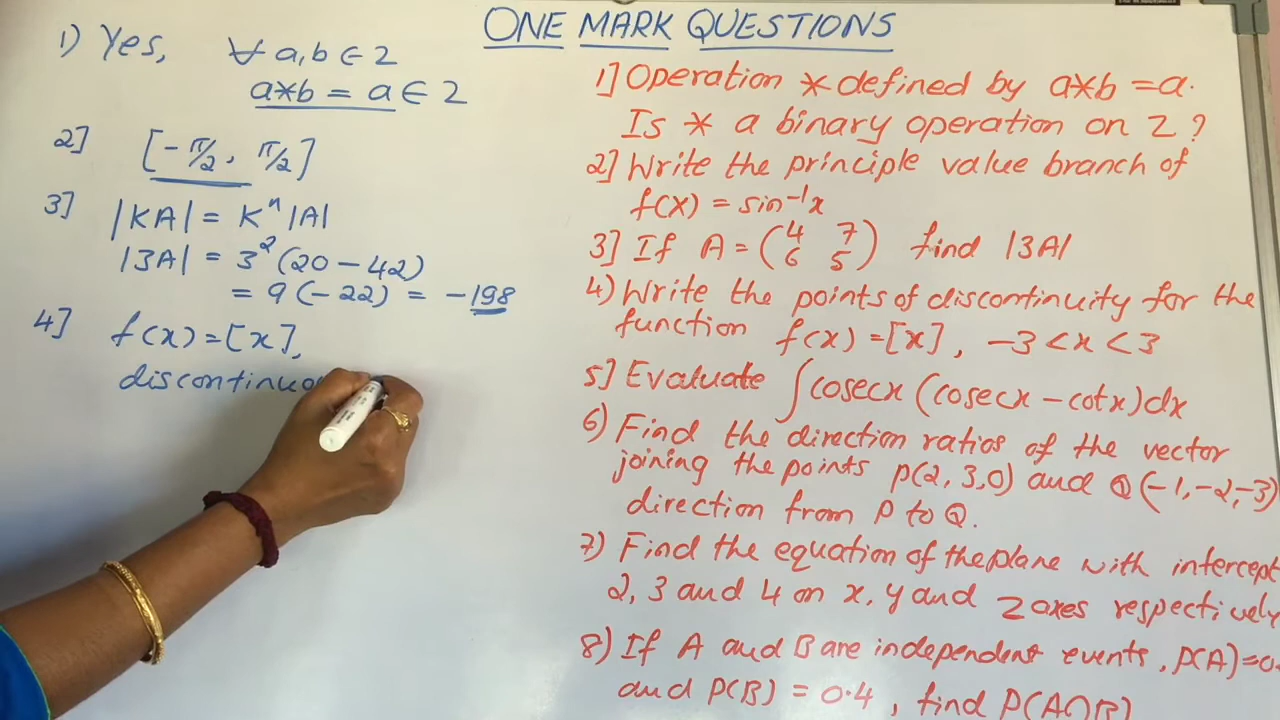 ONE MARK QUESTIONS
1) Yes, ∀ a,b ∈ Z
a*b = a ∈ Z
2] [-π/2, π/2]
3] |KA| = Kⁿ |A|
|3A| = 3² (20 - 42)
= 9 (-22) = -198
4] f(x) = [x],
1] Operation * defined by a*b = a.
Is * a binary operation on Z?
2] Write the principle value branch of
f(x) = sin⁻¹x
3] If A = (4 7
6 5) find |3A|
4) Write the points of discontinuity for the
function f(x) = [x], -3 < x < 3
5] Evaluate ∫cosecx (cosecx - cotx) dx
6) Find the direction ratios of the vector
joining the points P(2, 3, 0) and Q(-1, -2, -3)
direction from P to Q.
7) Find the equation of the plane with intercept
2, 3 and 4 on x, y and z axes respectively
8) If A and B are independent events, P(A)=0.
and P(B) = 0.4, find P(A∩B)